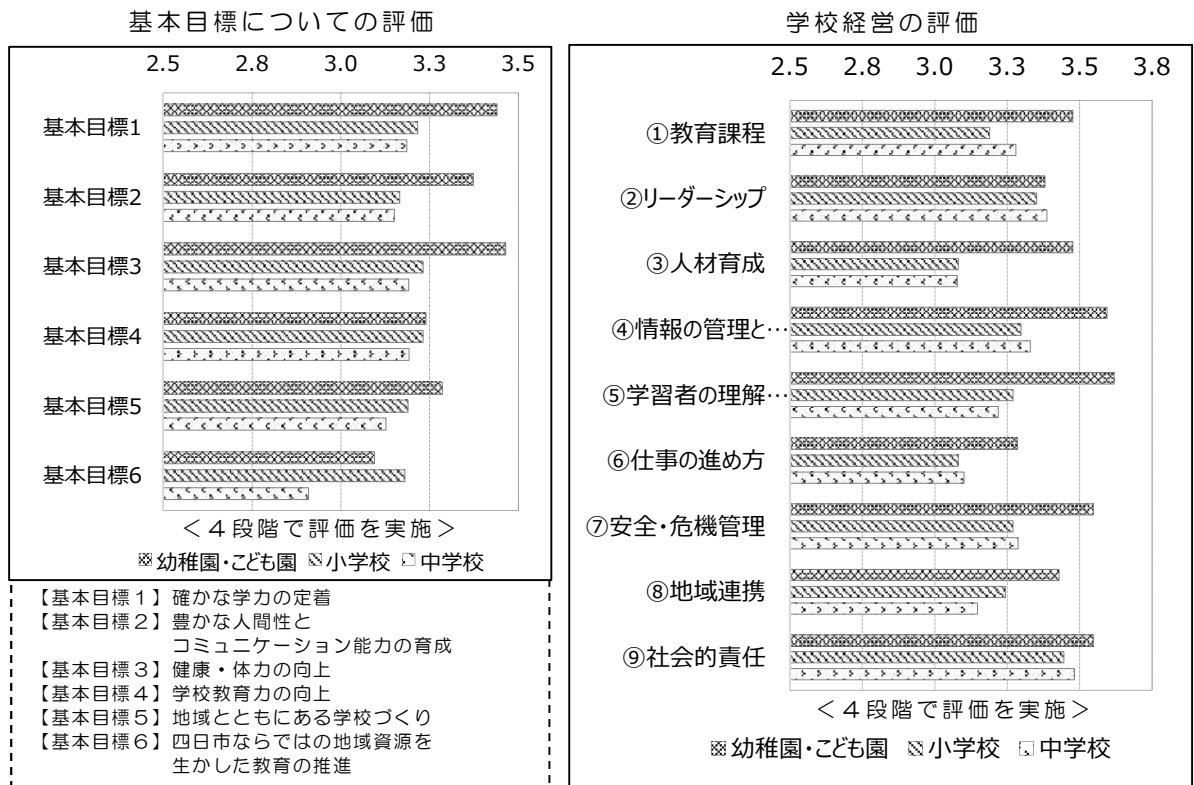 基本目標についての評価
2.5 2.8 3.0 3.3 3.5
基本目標1
基本目標2
基本目標3
基本目標4
基本目標5
基本目標6
＜４段階で評価を実施＞
幼稚園・こども園 小学校 中学校
【基本目標１】確かな学力の定着
【基本目標２】豊かな人間性と
コミュニケーション能力の育成
【基本目標３】健康・体力の向上
【基本目標４】学校教育力の向上
【基本目標５】地域とともにある学校づくり
【基本目標６】四日市ならではの地域資源を
生かした教育の推進
学校経営の評価
2.5 2.8 3.0 3.3 3.5 3.8
①教育課程
②リーダーシップ
③人材育成
④情報の管理と…
⑤学習者の理解…
⑥仕事の進め方
⑦安全・危機管理
⑧地域連携
⑨社会的責任
＜４段階で評価を実施＞
幼稚園・こども園 小学校 中学校